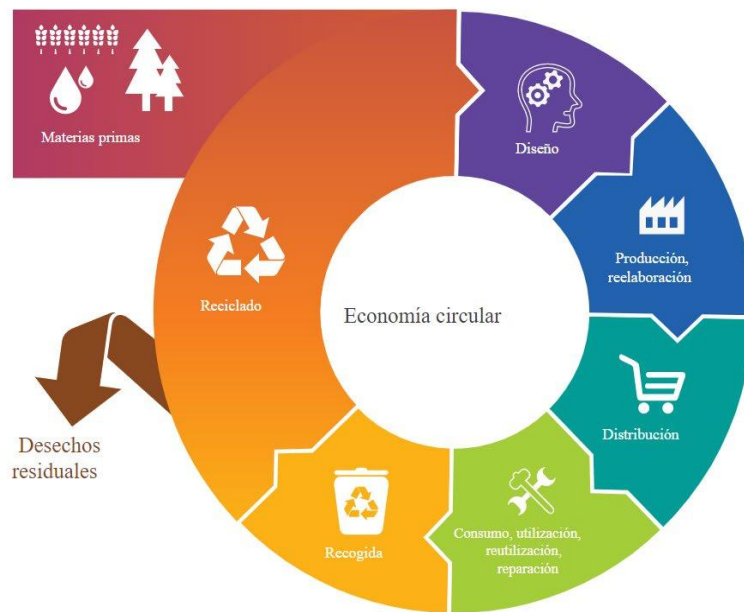 Materias primas
Diseño
Producción,
reelaboración
Distribución
Consumo, utilización,
reutilización,
reparación
Recogida
Reciclado
Desechos
residuales
Economía circular